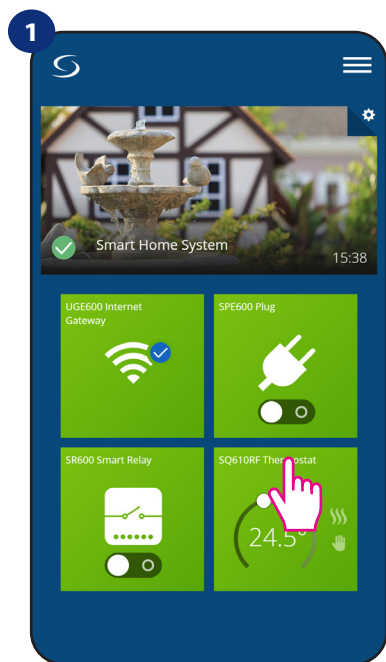 1
Smart Home System
15:38
UGE600 Internet
Gateway
SPE600 Plug
SR600 Smart Relay
SQ610RF Thermostat
24.5°